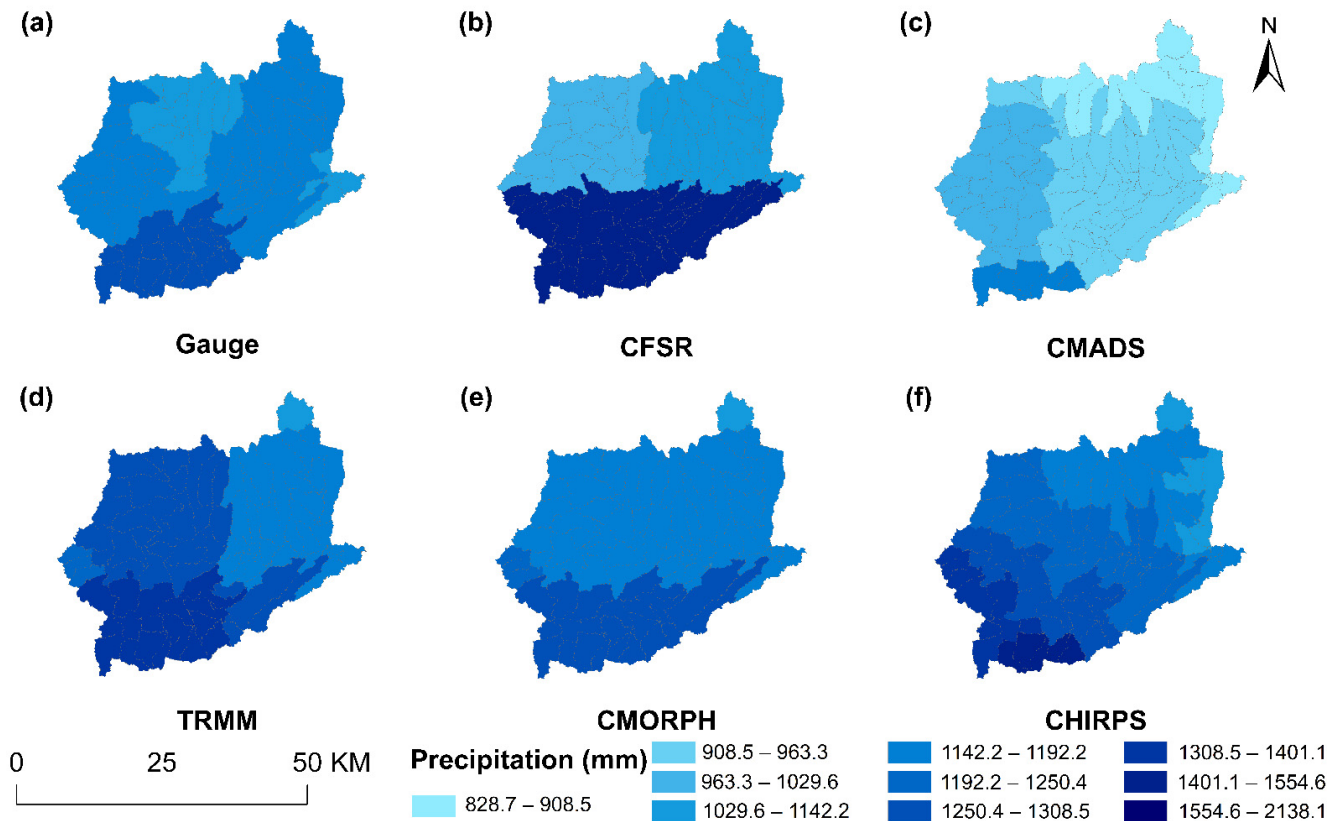 (a)
(b)
(c)
N
Gauge
CFSR
CMADS
(d)
(e)
(f)
TRMM
CMORPH
CHIRPS
0 25 50 KM
Precipitation (mm)
828.7 – 908.5
908.5 – 963.3
963.3 – 1029.6
1029.6 – 1142.2
1142.2 – 1192.2
1192.2 – 1250.4
1250.4 – 1308.5
1308.5 – 1401.1
1401.1 – 1554.6
1554.6 – 2138.1